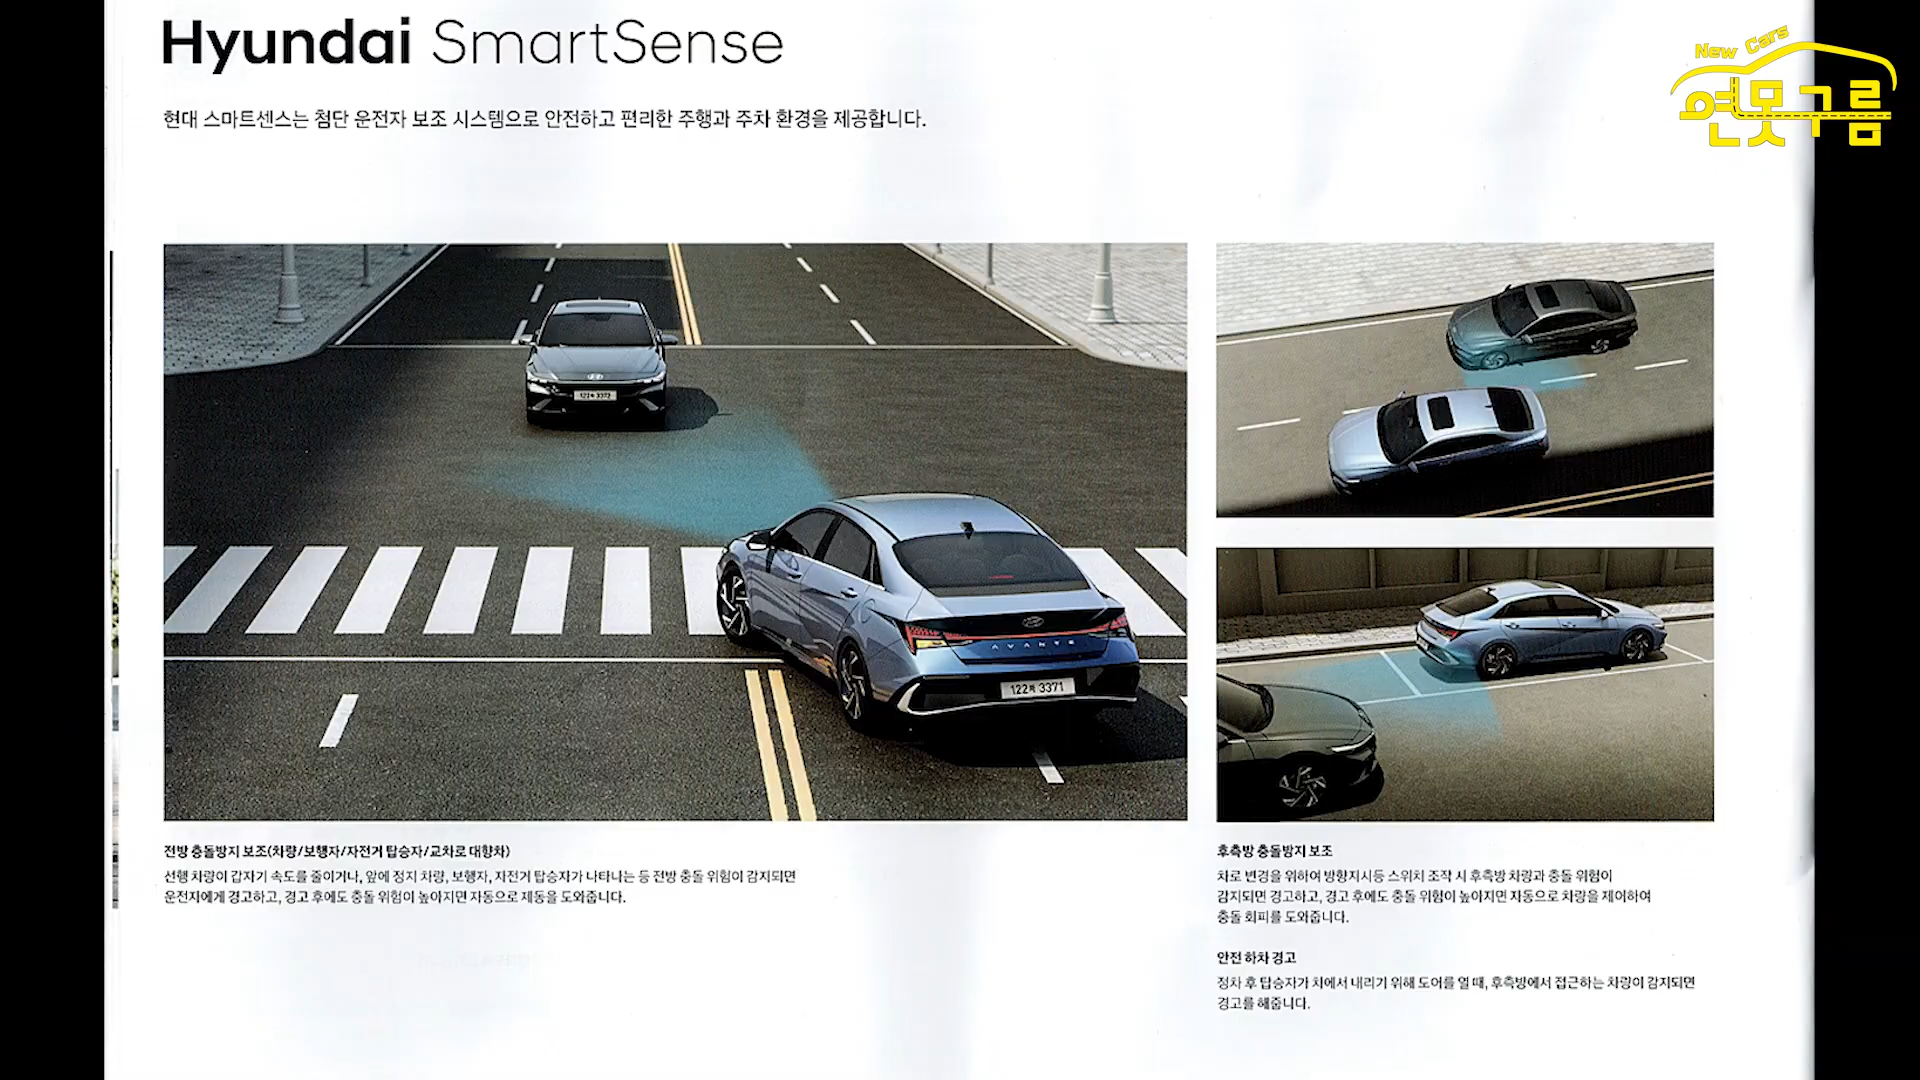 Hyundai SmartSense
현대 스마트센스는 첨단 운전자 보조 시스템으로 안전하고 편리한 주행과 주차 환경을 제공합니다.
New Cars
연못구름
AVANTE
전방 충돌방지 보조(차량/보행자/자전거 탑승자/교차로 대향차)
선행 차량이 갑자기 속도를 줄이거나, 앞에 정지 차량, 보행자, 자전거 탑승자가 나타나는 등 전방 충돌 위험이 감지되면
운전자에게 경고하고, 경고 후에도 충돌 위험이 높아지면 자동으로 제동을 도와줍니다.
후측방 충돌방지 보조
차로 변경을 위하여 방향지시등 스위치 조작 시 후측방 차량과 충돌 위험이
감지되면 경고하고, 경고 후에도 충돌 위험이 높아지면 자동으로 차량을 제어하여
충돌 회피를 도와줍니다.
안전 하차 경고
정차 후 탑승자가 차에서 내리기 위해 도어를 열 때, 후측방에서 접근하는 차량이 감지되면
경고를 해줍니다.